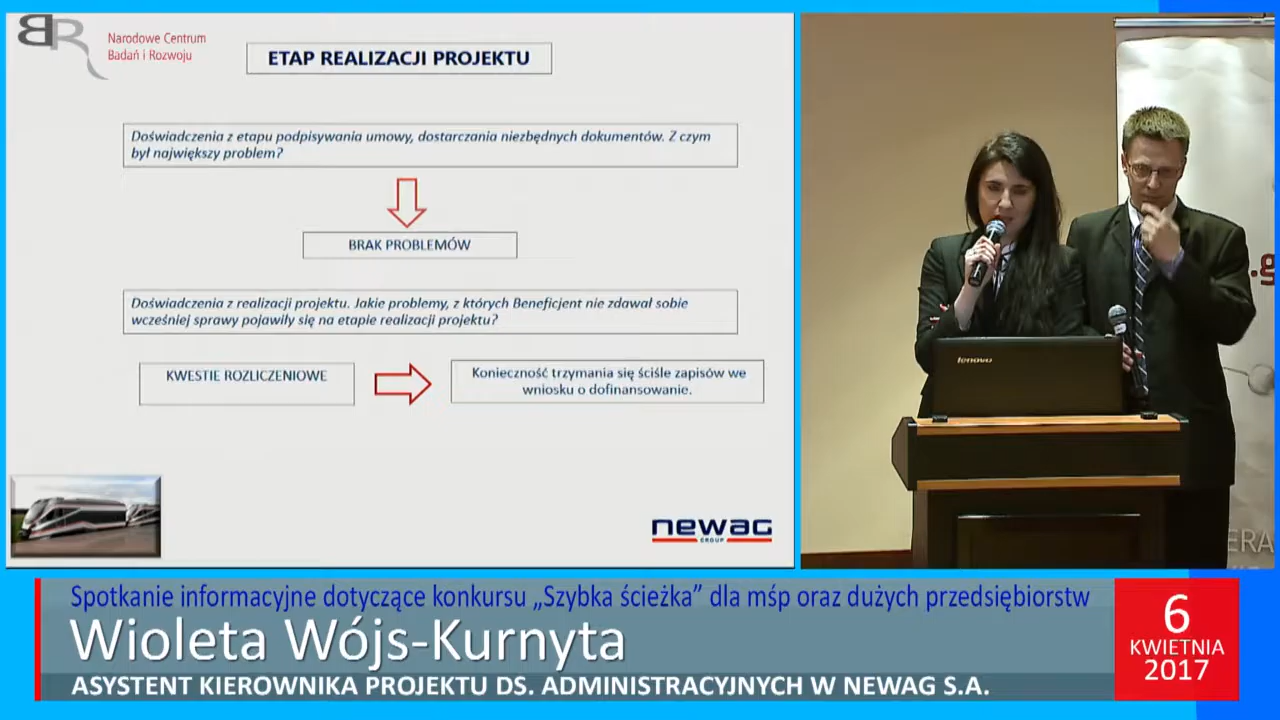 BR
Narodowe Centrum
Badań i Rozwoju
ETAP REALIZACJI PROJEKTU
Doświadczenia z etapu podpisywania umowy, dostarczania niezbędnych dokumentów. Z czym
był największy problem?
BRAK PROBLEMÓW
Doświadczenia z realizacji projektu. Jakie problemy, z których Beneficjent nie zdawał sobie
wcześniej sprawy pojawiły się na etapie realizacji projektu?
KWESTIE ROZLICZENIOWE
Konieczność trzymania się ściśle zapisów we
wniosku o dofinansowanie.
newag
GROUP
lenovo
.g
ERA
Spotkanie informacyjne dotyczące konkursu „Szybka ścieżka” dla mśp oraz dużych przedsiębiorstw
Wioleta Wójs-Kurnyta
ASYSTENT KIEROWNIKA PROJEKTU DS. ADMINISTRACYJNYCH W NEWAG S.A.
6
KWIETNIA
2017